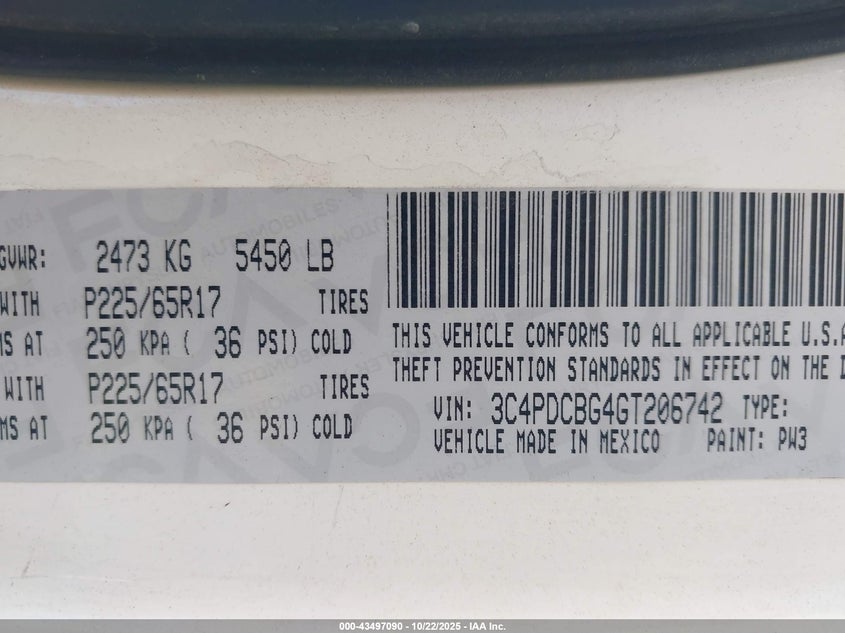 GVWR: 2473 KG 5450 LB
WITH P225/65R17 TIRES
MS AT 250 KPA ( 36 PSI) COLD
WITH P225/65R17 TIRES
MS AT 250 KPA ( 36 PSI) COLD
THIS VEHICLE CONFORMS TO ALL APPLICABLE U.S.A
THEFT PREVENTION STANDARDS IN EFFECT ON THE D
VIN: 3C4PDCBG4GT206742 TYPE:
VEHICLE MADE IN MEXICO PAINT: PW3
000-43497090 - 10/22/2025 - IAA Inc.